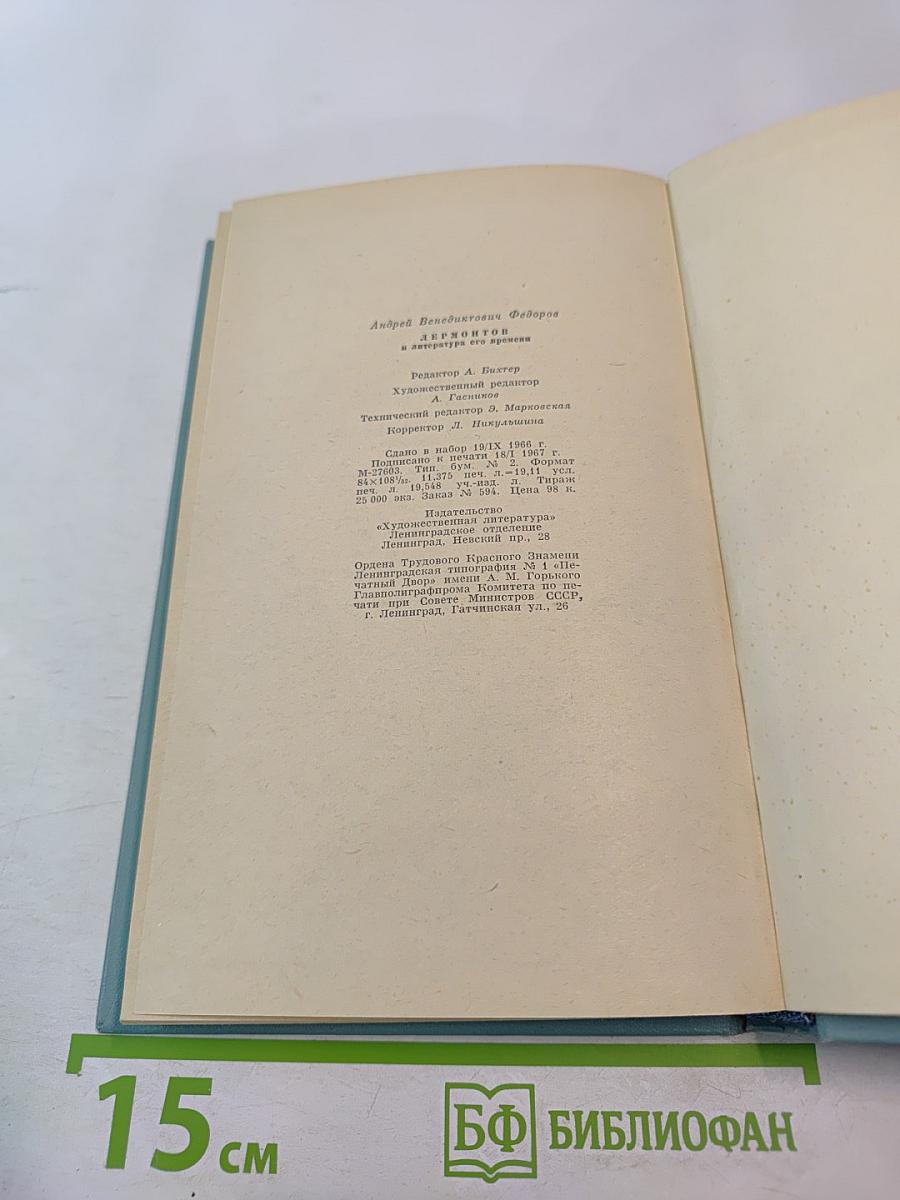 Андрей Венедиктович Федоров
ЛЕРМОНТОВ
и литература его времени
Редактор А. Бихтер
Художественный редактор
А. Гасников
Технический редактор Э. Марковская
Корректор Л. Никульшина
Сдано в набор 19/IX 1966 г.
Подписано к печати 18/I 1967 г.
М-27603. Тип. бум. № 2. Формат
84×108¹/₃₂. 11,375 печ. л.=19,11 усл.
печ. л. 19,548 уч.-изд. л. Тираж
25 000 экз. Заказ № 594. Цена 98 к.
Издательство
«Художественная литература»
Ленинградское отделение
Ленинград, Невский пр., 28
Ордена Трудового Красного Знамени
Ленинградская типография № 1 «Пе-
чатный Двор» имени А. М. Горького
Главполиграфпрома Комитета по пе-
чати при Совете Министров СССР,
г. Ленинград, Гатчинская ул., 26
15 см
БФ БИБЛИОФАН